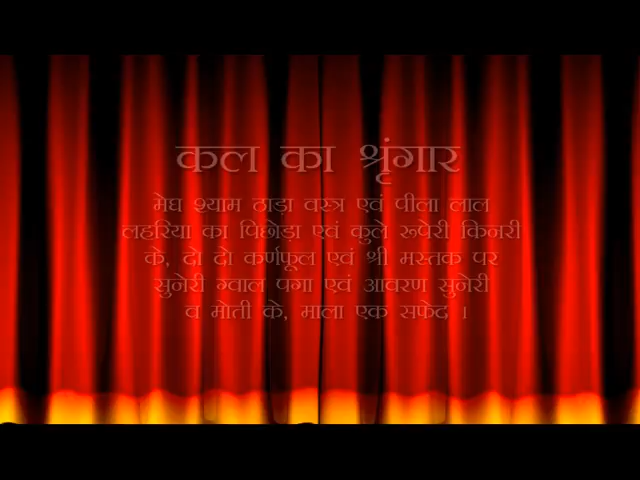 कल का श्रृंगार
मेघ श्याम ठाड़ा वस्त्र एवं पीला लाल
लहरिया का पिछोड़ा एवं कुले रूपेरी किनरी
के, दो दो कर्णफूल एवं श्री मस्तक पर
सुनेरी ग्वाल पगा एवं आवरण सुनेरी
व मोती के, माला एक सफेद ।